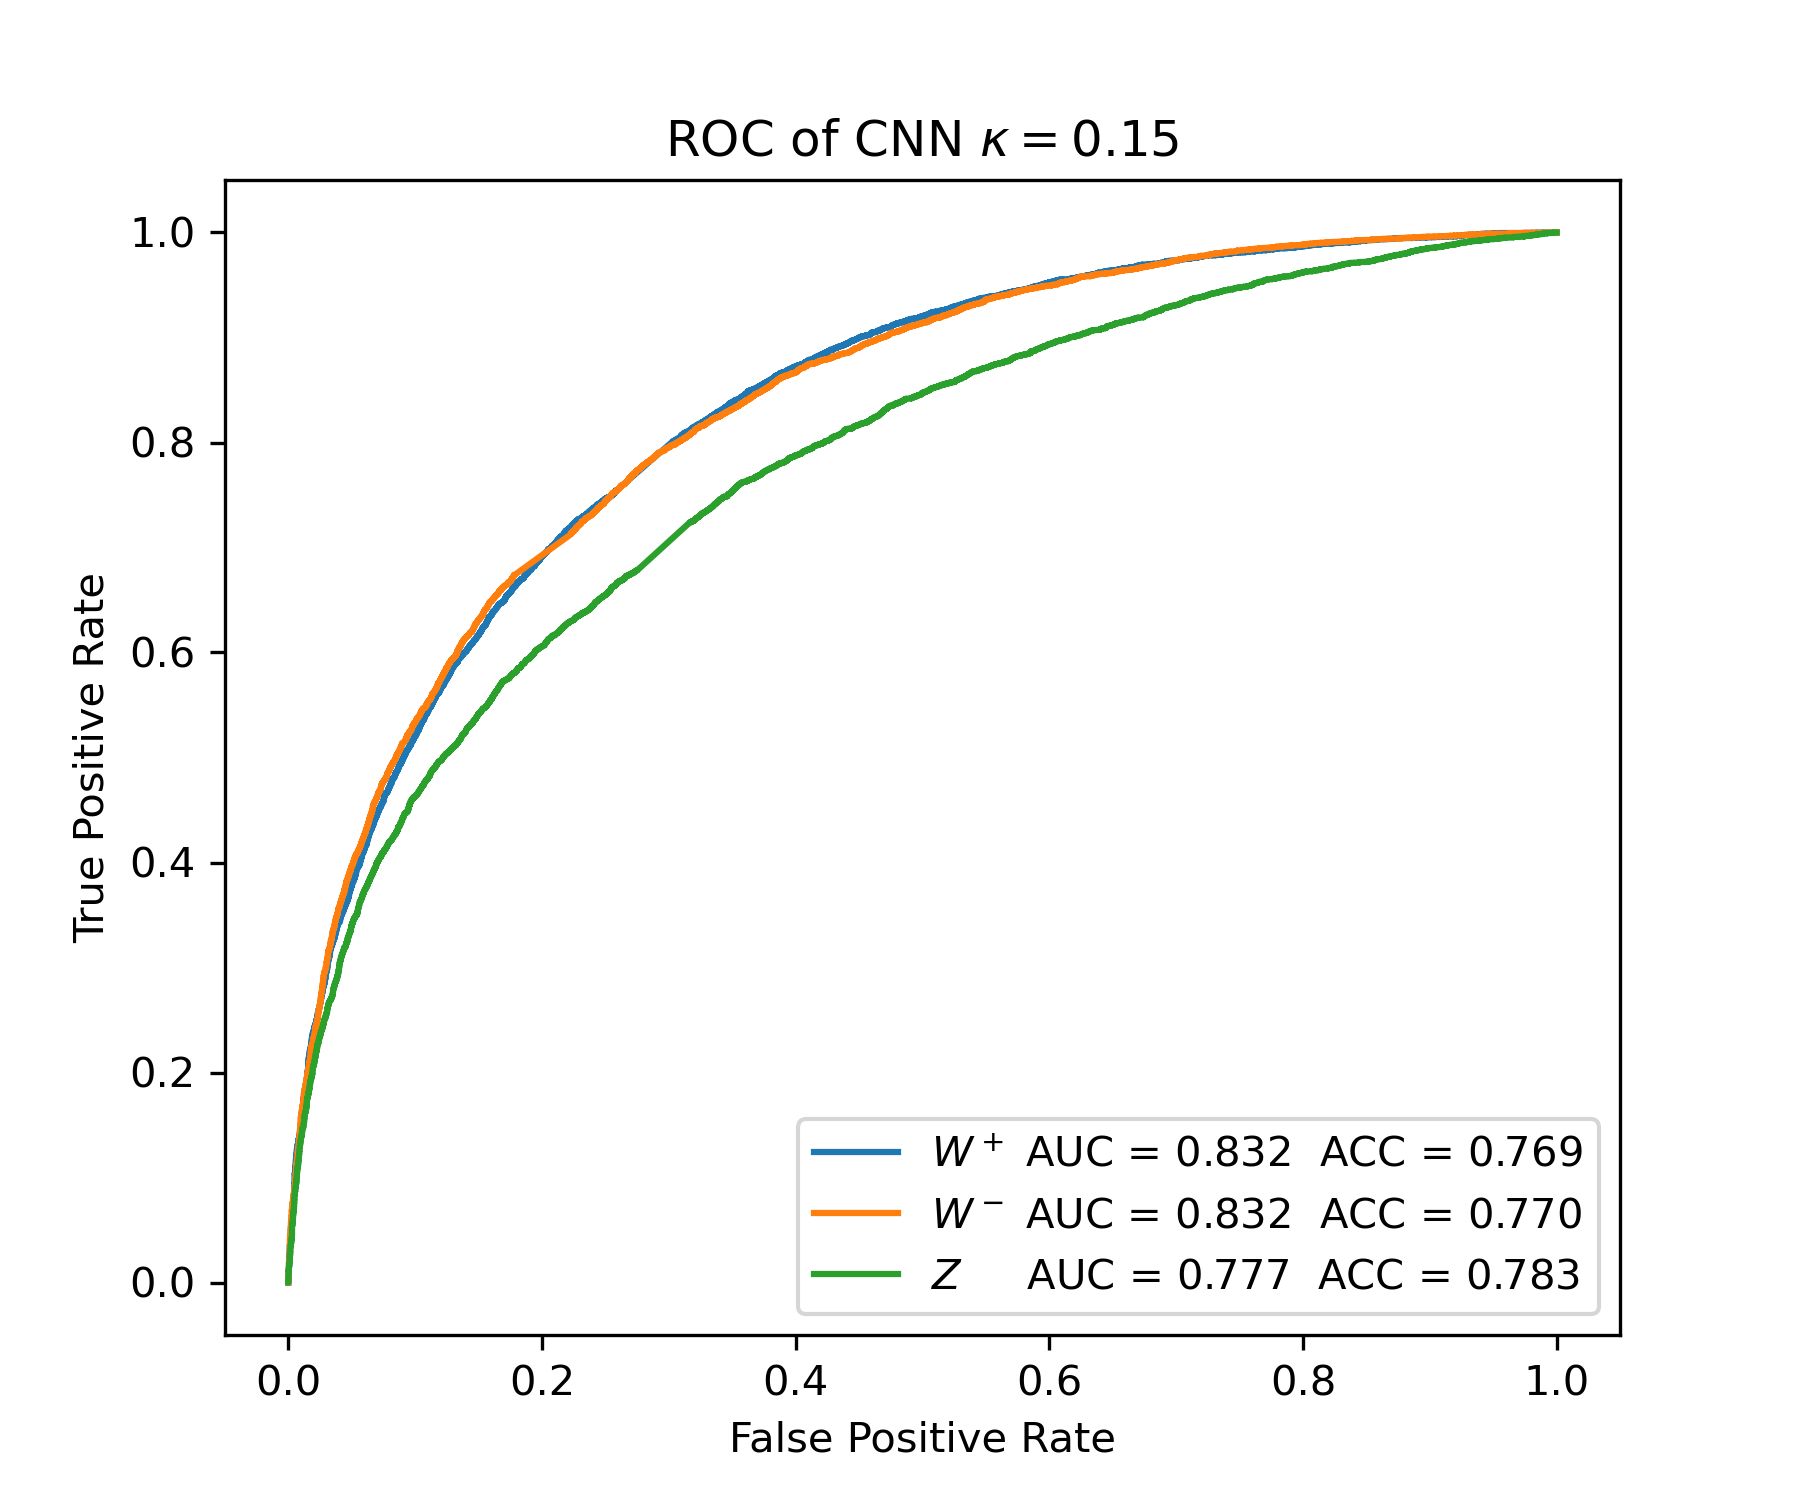 ROC of CNN κ = 0.15
True Positive Rate
1.0
0.8
0.6
0.4
0.2
0.0
W⁺ AUC = 0.832 ACC = 0.769
W⁻ AUC = 0.832 ACC = 0.770
Z AUC = 0.777 ACC = 0.783
0.0 0.2 0.4 0.6 0.8 1.0
False Positive Rate